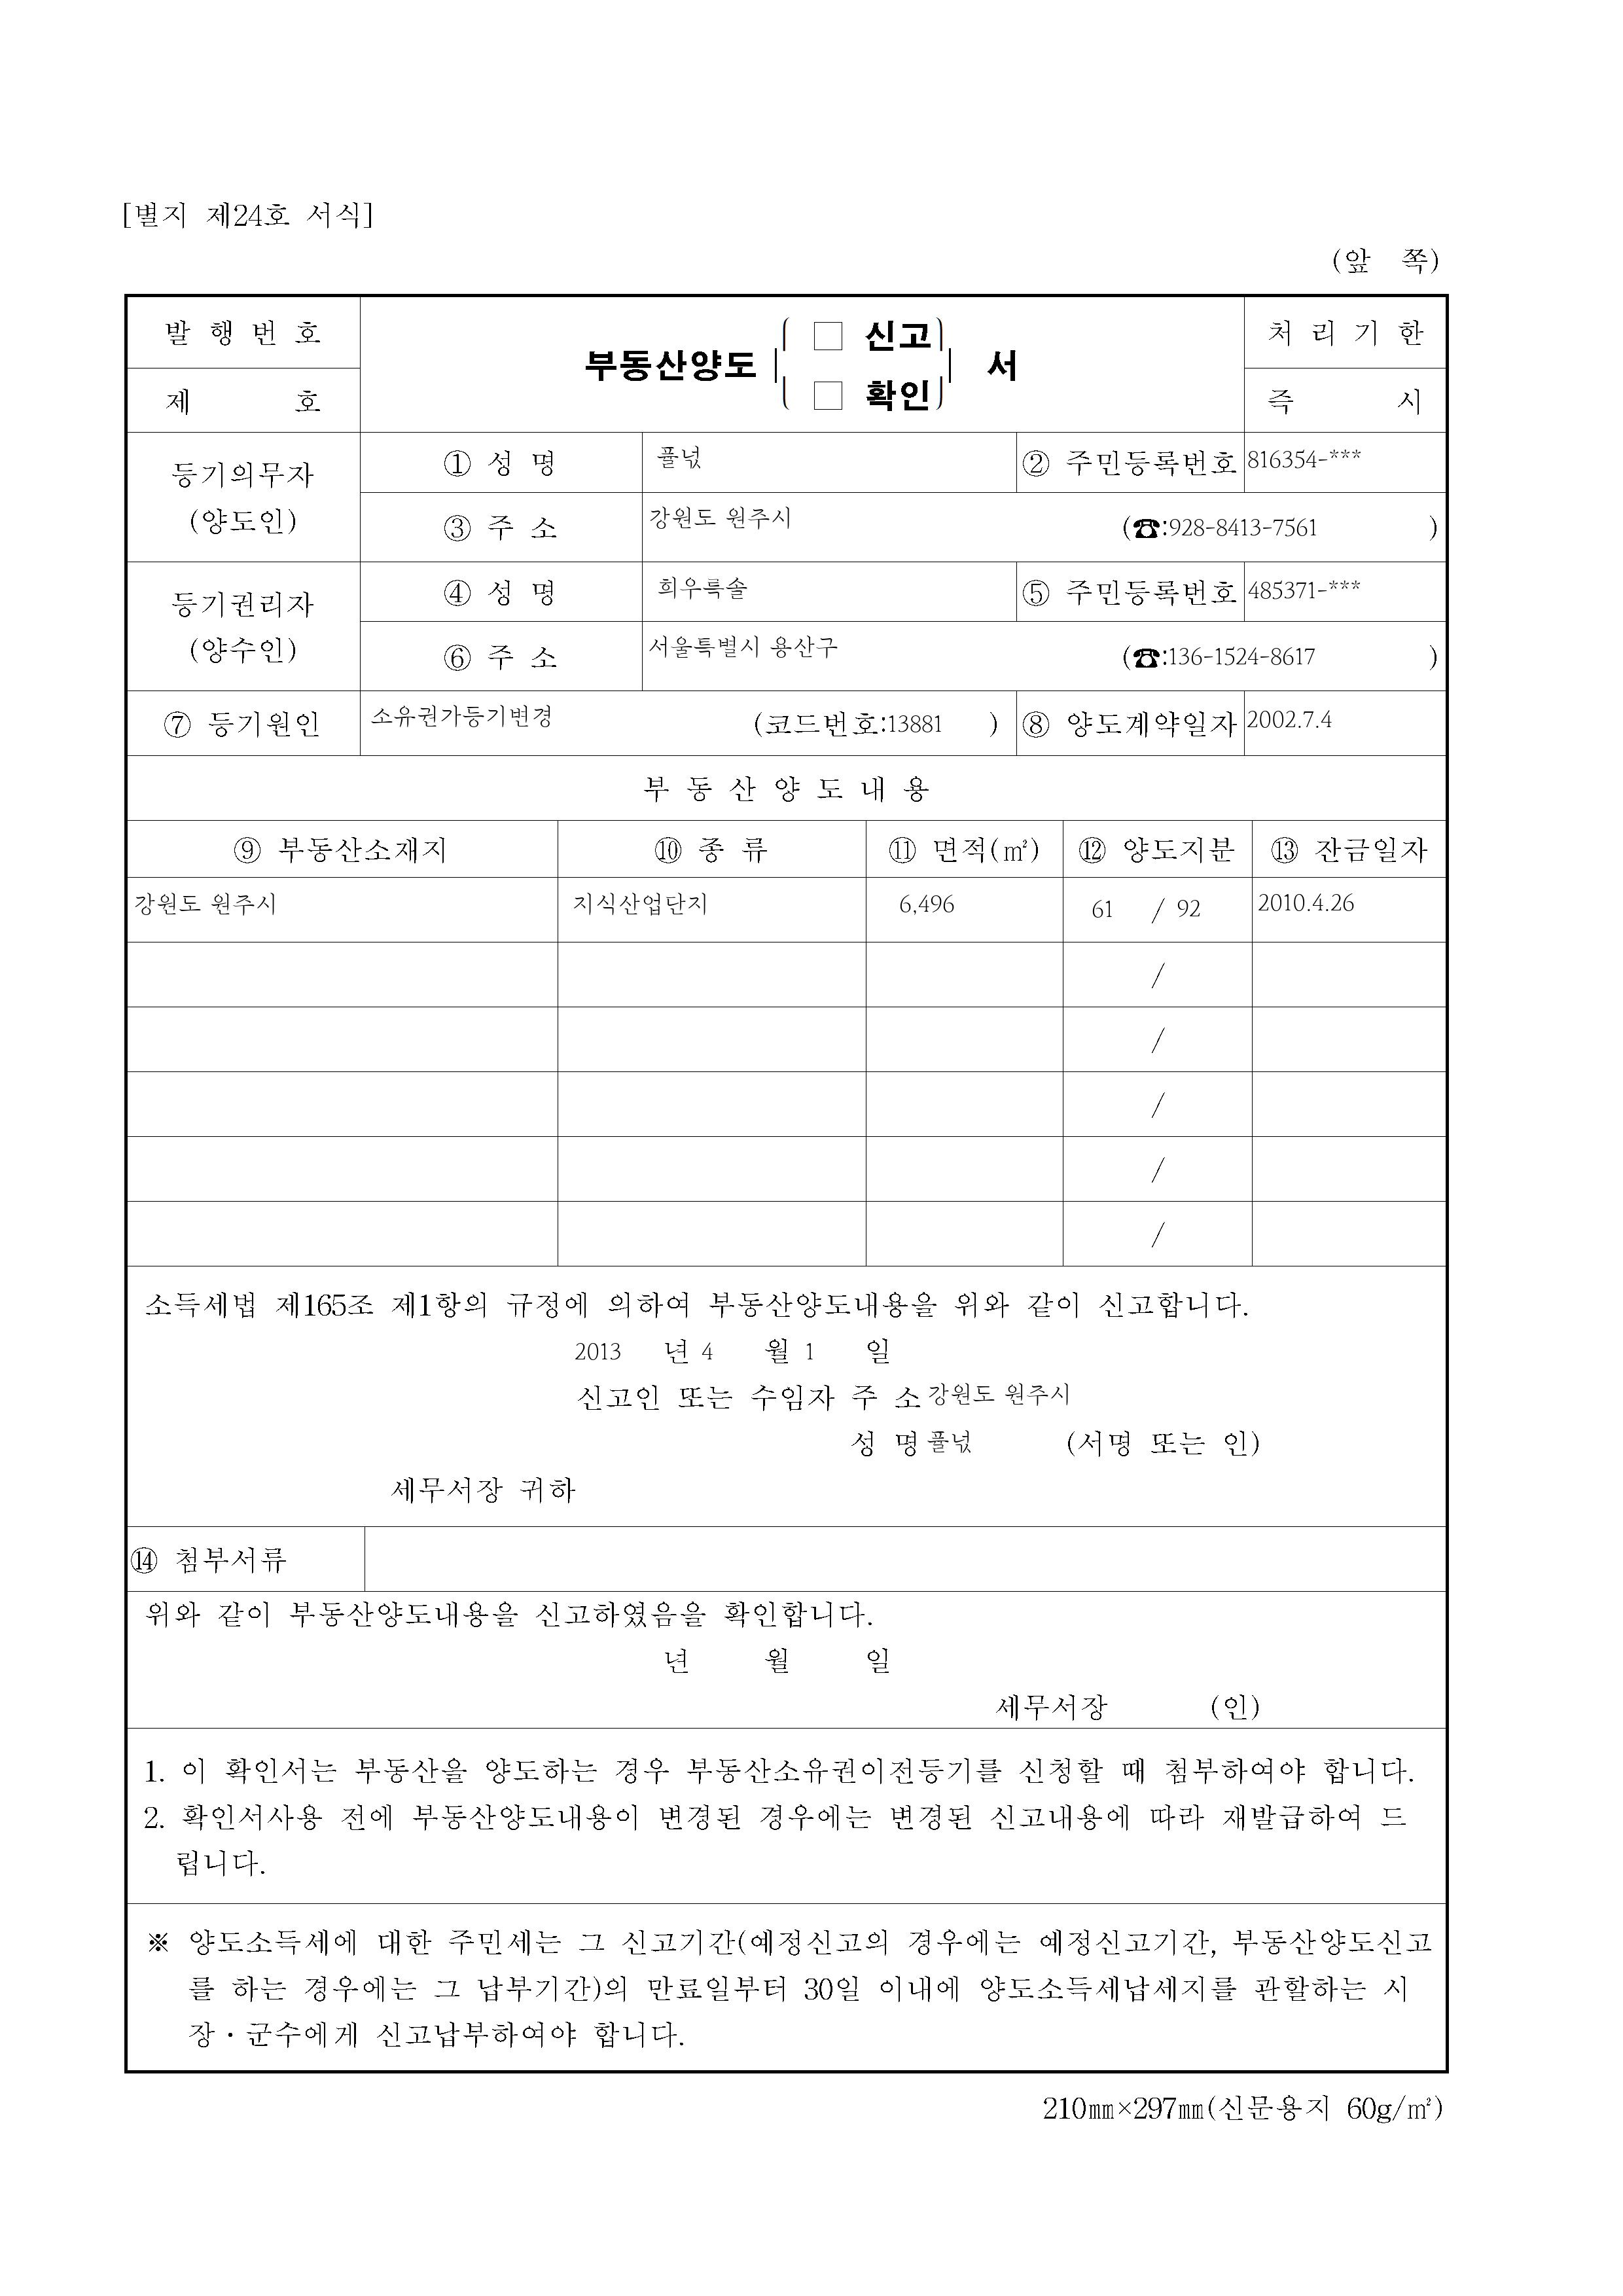 [별지 제24호 서식]
(앞 쪽)
발 행 번 호
제 호
부동산양도 □ 신고 □ 확인 서
처 리 기 한
즉 시
등기의무자 (양도인)
① 성 명 풀넋 ② 주민등록번호 816354-***
③ 주 소 강원도 원주시 (☎:928-8413-7561 )
등기권리자 (양수인)
④ 성 명 희우룩솔 ⑤ 주민등록번호 485371-***
⑥ 주 소 서울특별시 용산구 (☎:136-1524-8617 )
⑦ 등기원인 소유권가등기변경 (코드번호:13881 ) ⑧ 양도계약일자 2002.7.4
부 동 산 양 도 내 용
⑨ 부동산소재지 ⑩ 종 류 ⑪ 면적(㎡) ⑫ 양도지분 ⑬ 잔금일자
강원도 원주시 지식산업단지 6,496 61 / 92 2010.4.26
/
/
/
/
/
소득세법 제165조 제1항의 규정에 의하여 부동산양도내용을 위와 같이 신고합니다.
2013 년 4 월 1 일
신고인 또는 수임자 주 소 강원도 원주시
성 명 풀넋 (서명 또는 인)
세무서장 귀하
⑭ 첨부서류
위와 같이 부동산양도내용을 신고하였음을 확인합니다.
년 월 일
세무서장 (인)
1. 이 확인서는 부동산을 양도하는 경우 부동산소유권이전등기를 신청할 때 첨부하여야 합니다.
2. 확인서사용 전에 부동산양도내용이 변경된 경우에는 변경된 신고내용에 따라 재발급하여 드
립니다.
※ 양도소득세에 대한 주민세는 그 신고기간(예정신고의 경우에는 예정신고기간, 부동산양도신고
를 하는 경우에는 그 납부기간)의 만료일부터 30일 이내에 양도소득세납세지를 관할하는 시
장·군수에게 신고납부하여야 합니다.
210㎜×297㎜(신문용지 60g/㎡)